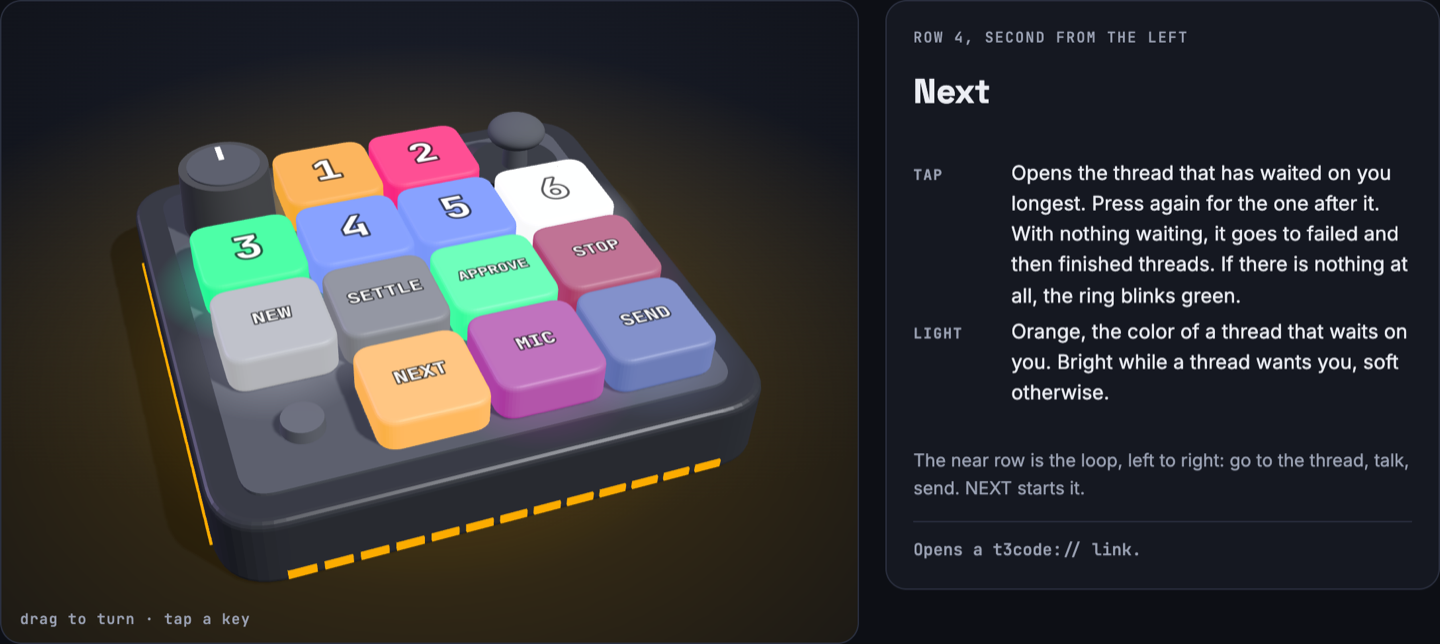 1
2
3
4
5
6
NEW
SETTLE
APPROVE
STOP
NEXT
MIC
SEND
drag to turn · tap a key
ROW 4, SECOND FROM THE LEFT
Next
TAP
Opens the thread that has waited on you
longest. Press again for the one after it.
With nothing waiting, it goes to failed and
then finished threads. If there is nothing at
all, the ring blinks green.
LIGHT
Orange, the color of a thread that waits on
you. Bright while a thread wants you, soft
otherwise.
The near row is the loop, left to right: go to the thread, talk,
send. NEXT starts it.
Opens a t3code:// link.